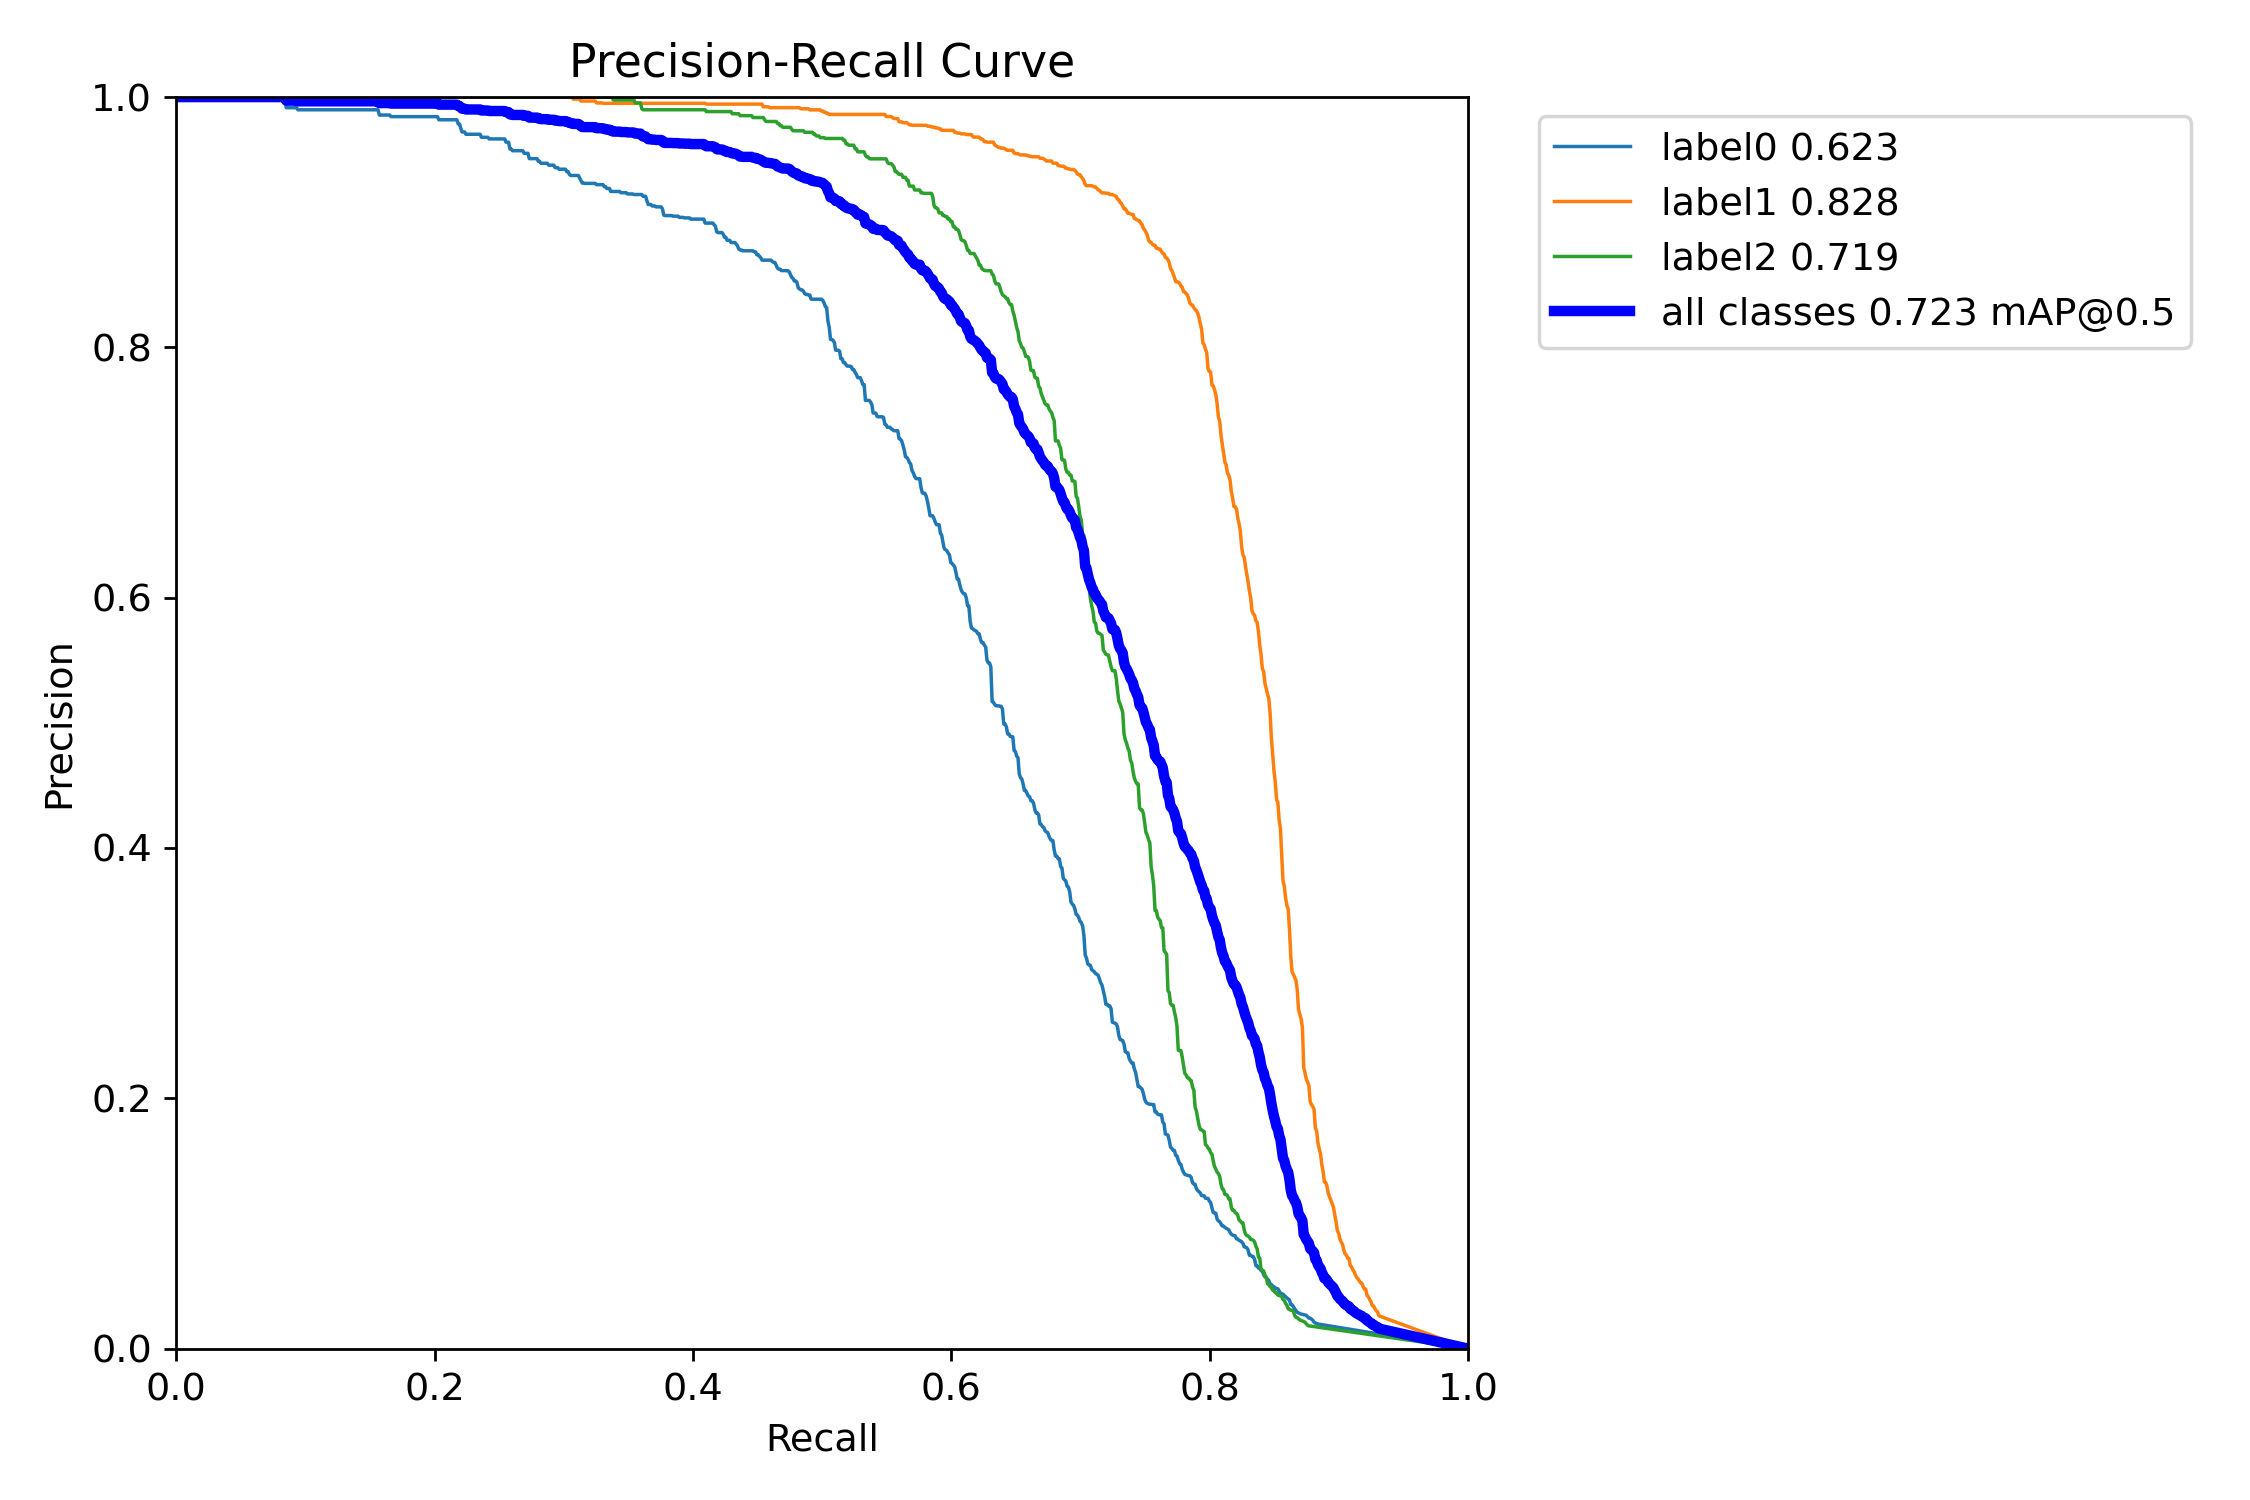 Precision-Recall Curve
1.0
0.8
0.6
0.4
0.2
0.0
Precision
0.0 0.2 0.4 0.6 0.8 1.0
Recall
label0 0.623
label1 0.828
label2 0.719
all classes 0.723 mAP@0.5